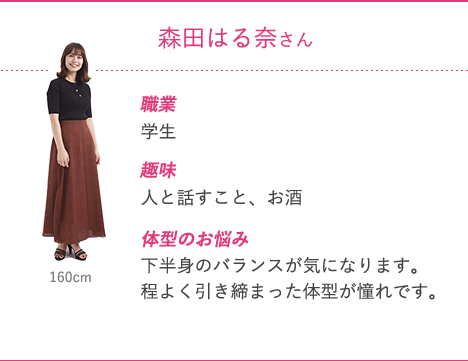 森田はる奈さん
職業
学生
趣味
人と話すこと、お酒
体型のお悩み
下半身のバランスが気になります。
程よく引き締まった体型が憧れです。
160cm